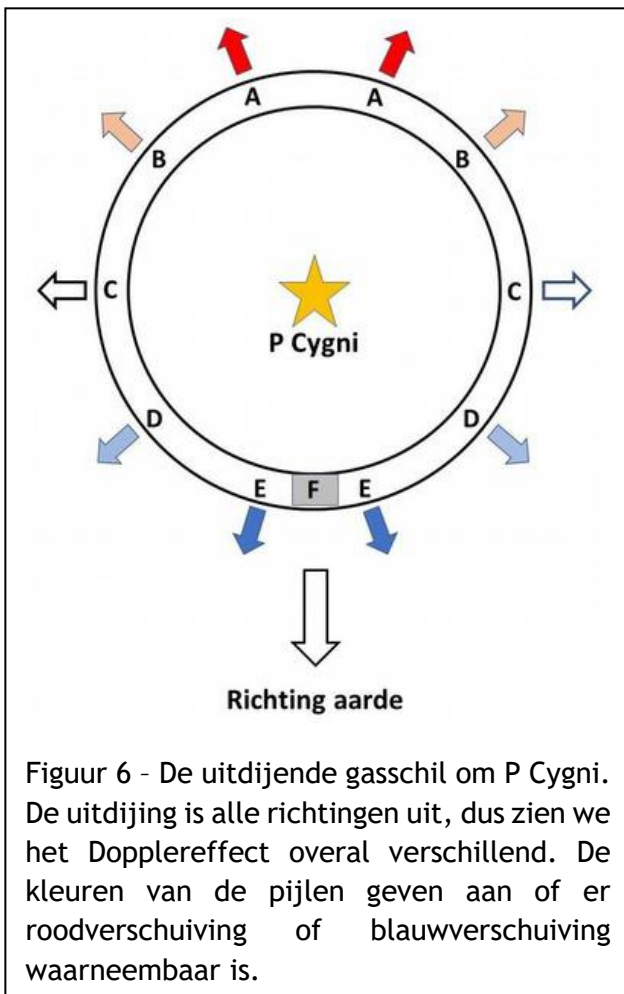 A A
B B
C C
P Cygni
D D
E F E
Richting aarde
Figuur 6 - De uitdijende gasschil om P Cygni.
De uitdijing is alle richtingen uit, dus zien we
het Dopplereffect overal verschillend. De
kleuren van de pijlen geven aan of er
roodverschuiving of blauwverschuiving
waarneembaar is.